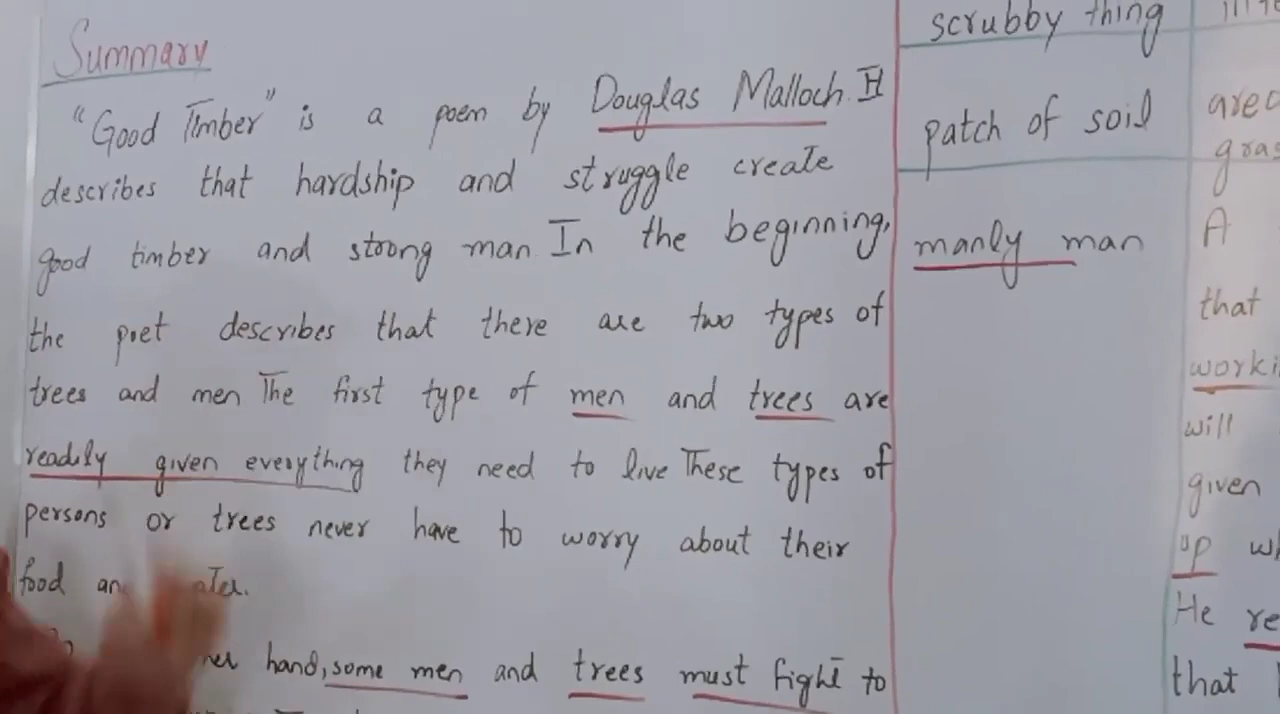 Summary
"Good Timber" is a poem by Douglas Malloch. It
describes that hardship and struggle create
good timber and stoong man. In the beginning,
the poet describes that there are two types of
trees and men The first type of men and trees are
readily given everything they need to live These types of
persons or trees never have to worry about their
food
hand, some men and trees must fight to
scrubby thing
patch of soil
manly man
A
that
will
given
up
He
that